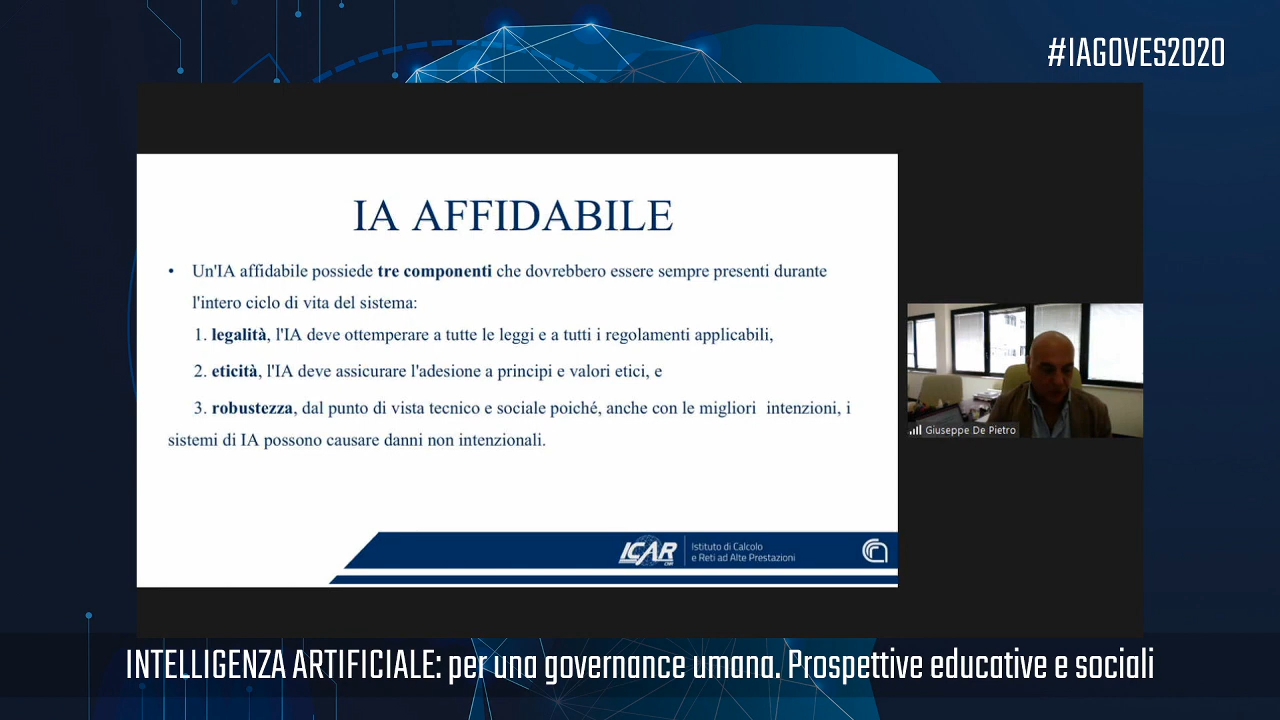 #IAGOVES2020
IA AFFIDABILE
• Un'IA affidabile possiede tre componenti che dovrebbero essere sempre presenti durante
l'intero ciclo di vita del sistema:
1. legalità, l'IA deve ottemperare a tutte le leggi e a tutti i regolamenti applicabili,
2. eticità, l'IA deve assicurare l'adesione a principi e valori etici, e
3. robustezza, dal punto di vista tecnico e sociale poiché, anche con le migliori intenzioni, i
sistemi di IA possono causare danni non intenzionali.
Giuseppe De Pietro
ICAR
CNR
Istituto di Calcolo
e Reti ad Alte Prestazioni
INTELLIGENZA ARTIFICIALE: per una governance umana. Prospettive educative e sociali